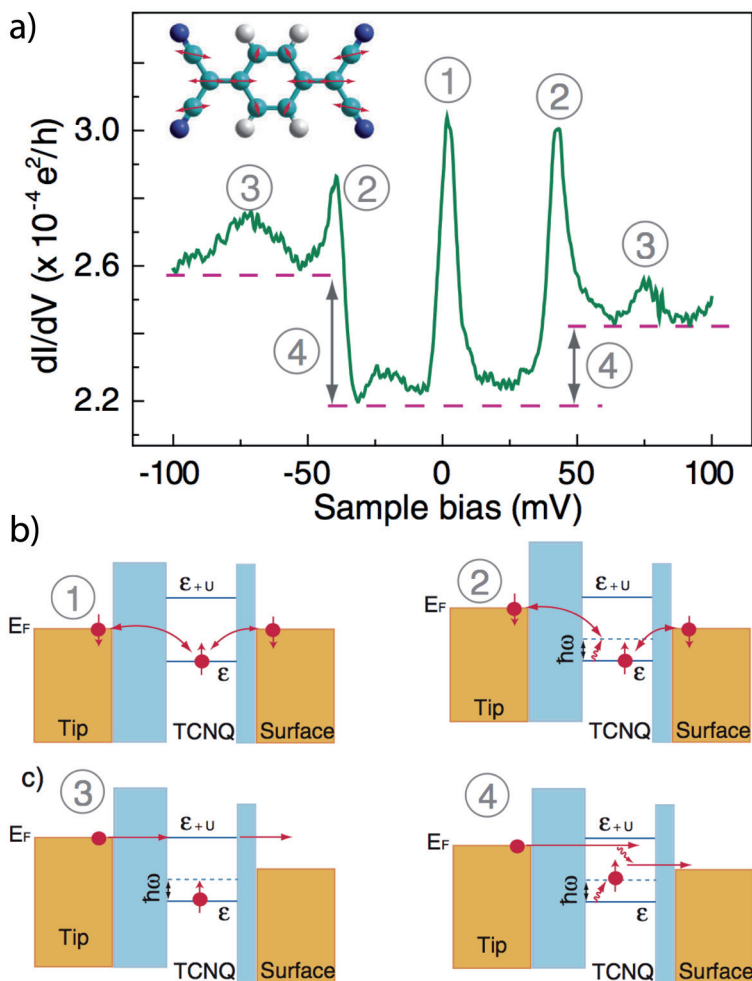 a)
dI/dV (x 10⁻⁴ e²/h)
3.0
2.6
2.2
1
2
2
3
3
4
4
-100 -50 0 50 100
Sample bias (mV)
b)
1
E_F
ε+U
ε
Tip
TCNQ
Surface
2
E_F
ε+U
ħω
ε
Tip
TCNQ
Surface
c)
3
E_F
ε+U
ħω
ε
Tip
TCNQ
Surface
4
E_F
ε+U
ħω
ε
Tip
TCNQ
Surface